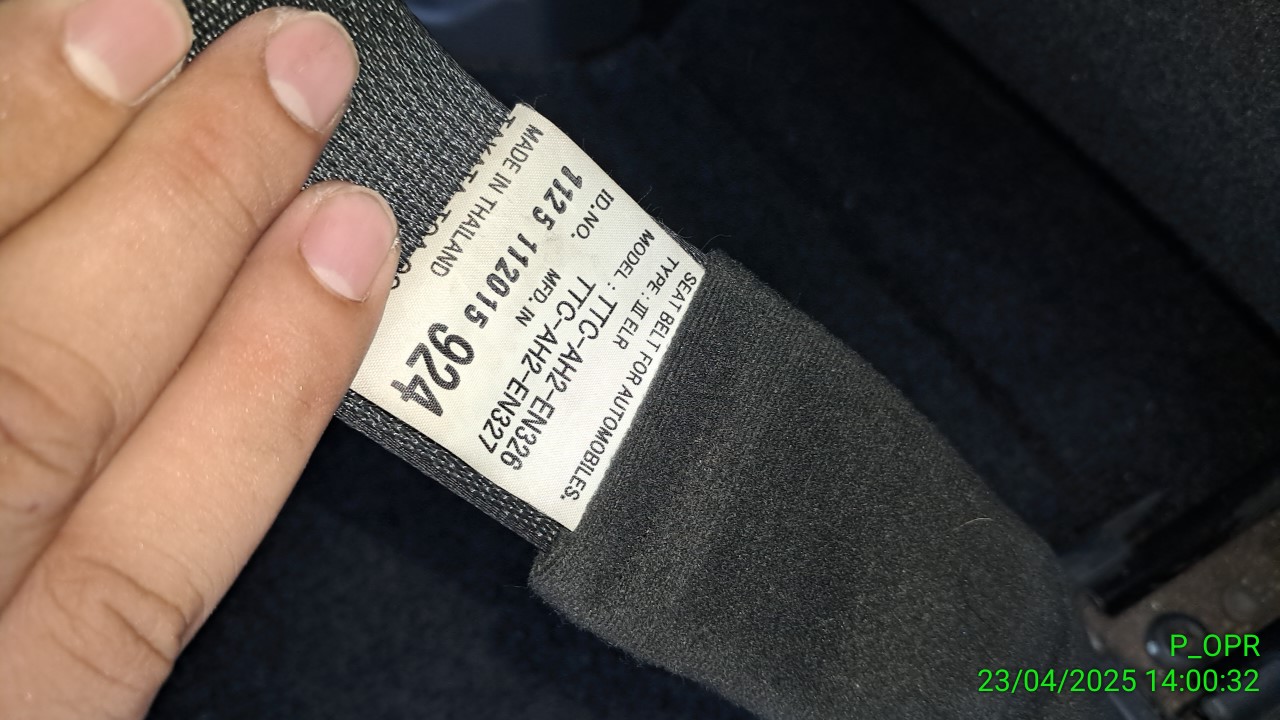 SEAT BELT FOR AUTOMOBILES.
TYPE : III ELR
MODEL : TTC-AH2-EN326
TTC-AH2-EN327
ID.NO. MFD.IN
1125 112015 924
MADE IN THAILAND
P_OPR
23/04/2025 14:00:32